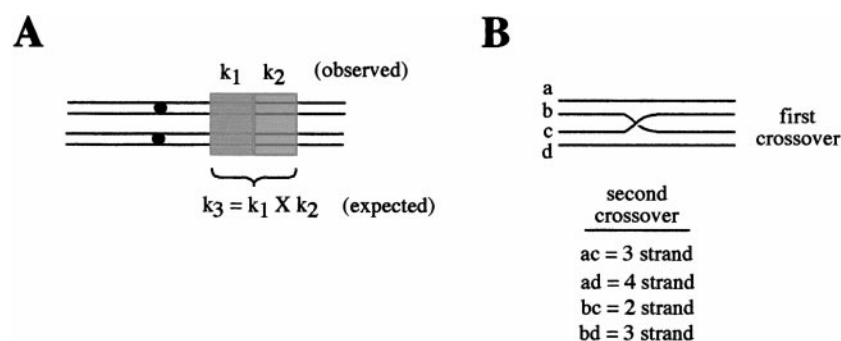 A
k1 k2 (observed)
k3 = k1 X k2 (expected)
B
a
b
c
d
first
crossover
second
crossover
ac = 3 strand
ad = 4 strand
bc = 2 strand
bd = 3 strand